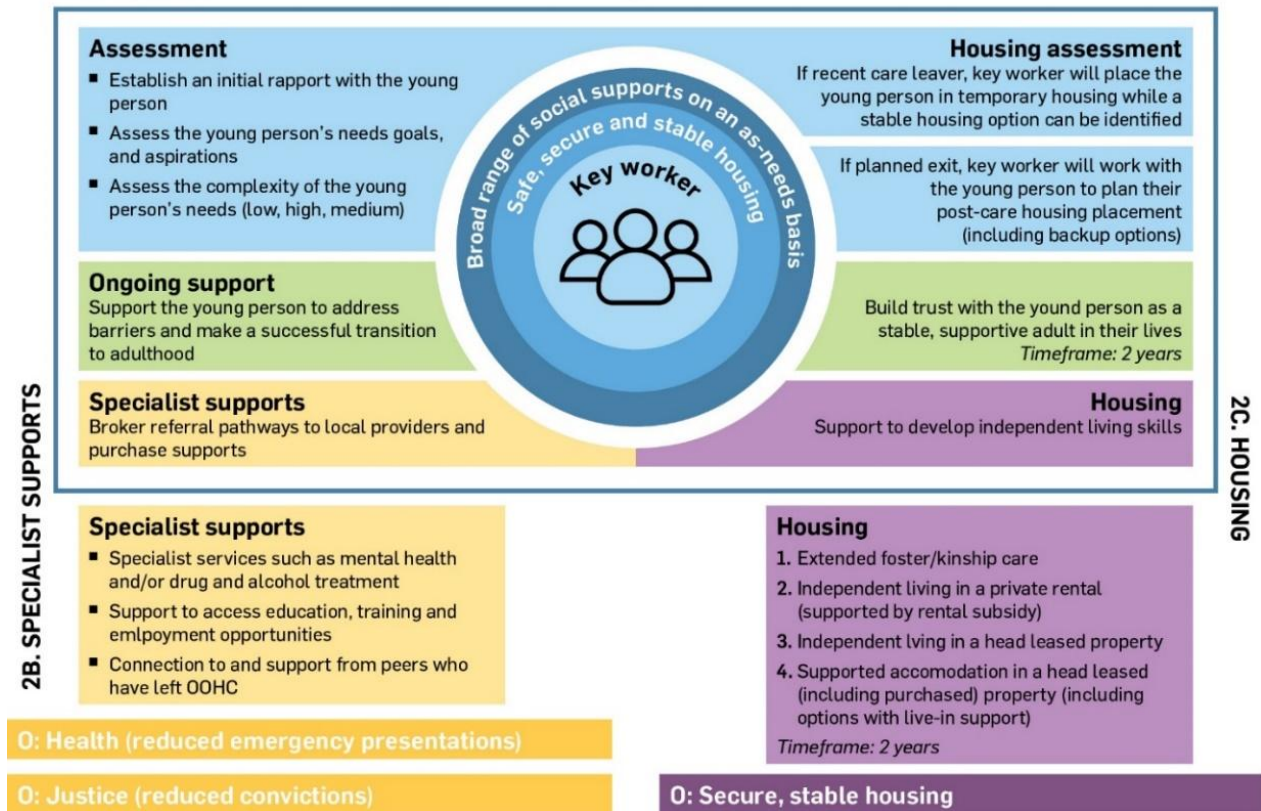 Assessment
▪ Establish an initial rapport with the young
person
▪ Assess the young person's needs goals,
and aspirations
▪ Assess the complexity of the young
person's needs (low, high, medium)
Broad range of social supports on an as-needs basis
Safe, secure and stable housing
Key worker
Housing assessment
If recent care leaver, key worker will place the
young person in temporary housing while a
stable housing option can be identified
If planned exit, key worker will work with
the young person to plan their
post-care housing placement
(including backup options)
Ongoing support
Support the young person to address
barriers and make a successful transition
to adulthood
Build trust with the yound person as a
stable, supportive adult in their lives
Timeframe: 2 years
Specialist supports
Broker referral pathways to local providers and
purchase supports
Housing
Support to develop independent living skills
2B. SPECIALIST SUPPORTS
2C. HOUSING
Specialist supports
▪ Specialist services such as mental health
and/or drug and alcohol treatment
▪ Support to access education, training and
emlpoyment opportunities
▪ Connection to and support from peers who
have left OOHC
Housing
1. Extended foster/kinship care
2. Independent living in a private rental
(supported by rental subsidy)
3. Independent lving in a head leased property
4. Supported accomodation in a head leased
(including purchased) property (including
options with live-in support)
Timeframe: 2 years
O: Health (reduced emergency presentations)
O: Justice (reduced convictions)
O: Secure, stable housing